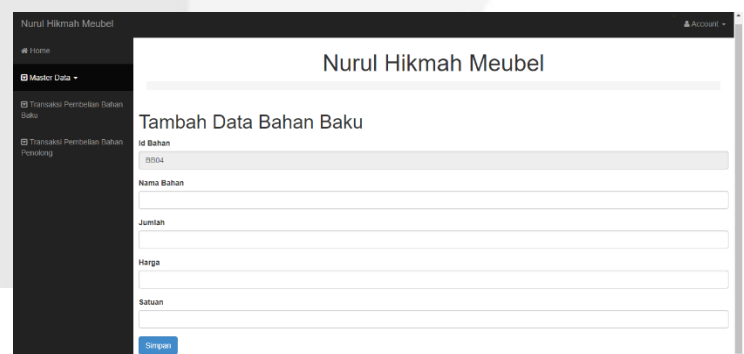 Nurul Hikmah Meubel
Account
Home
Nurul Hikmah Meubel
Master Data
Transaksi Pembelian Bahan
Baku
Transaksi Pembelian Bahan
Penolong
Tambah Data Bahan Baku
Id Bahan
BB04
Nama Bahan
Jumlah
Harga
Satuan
Simpan